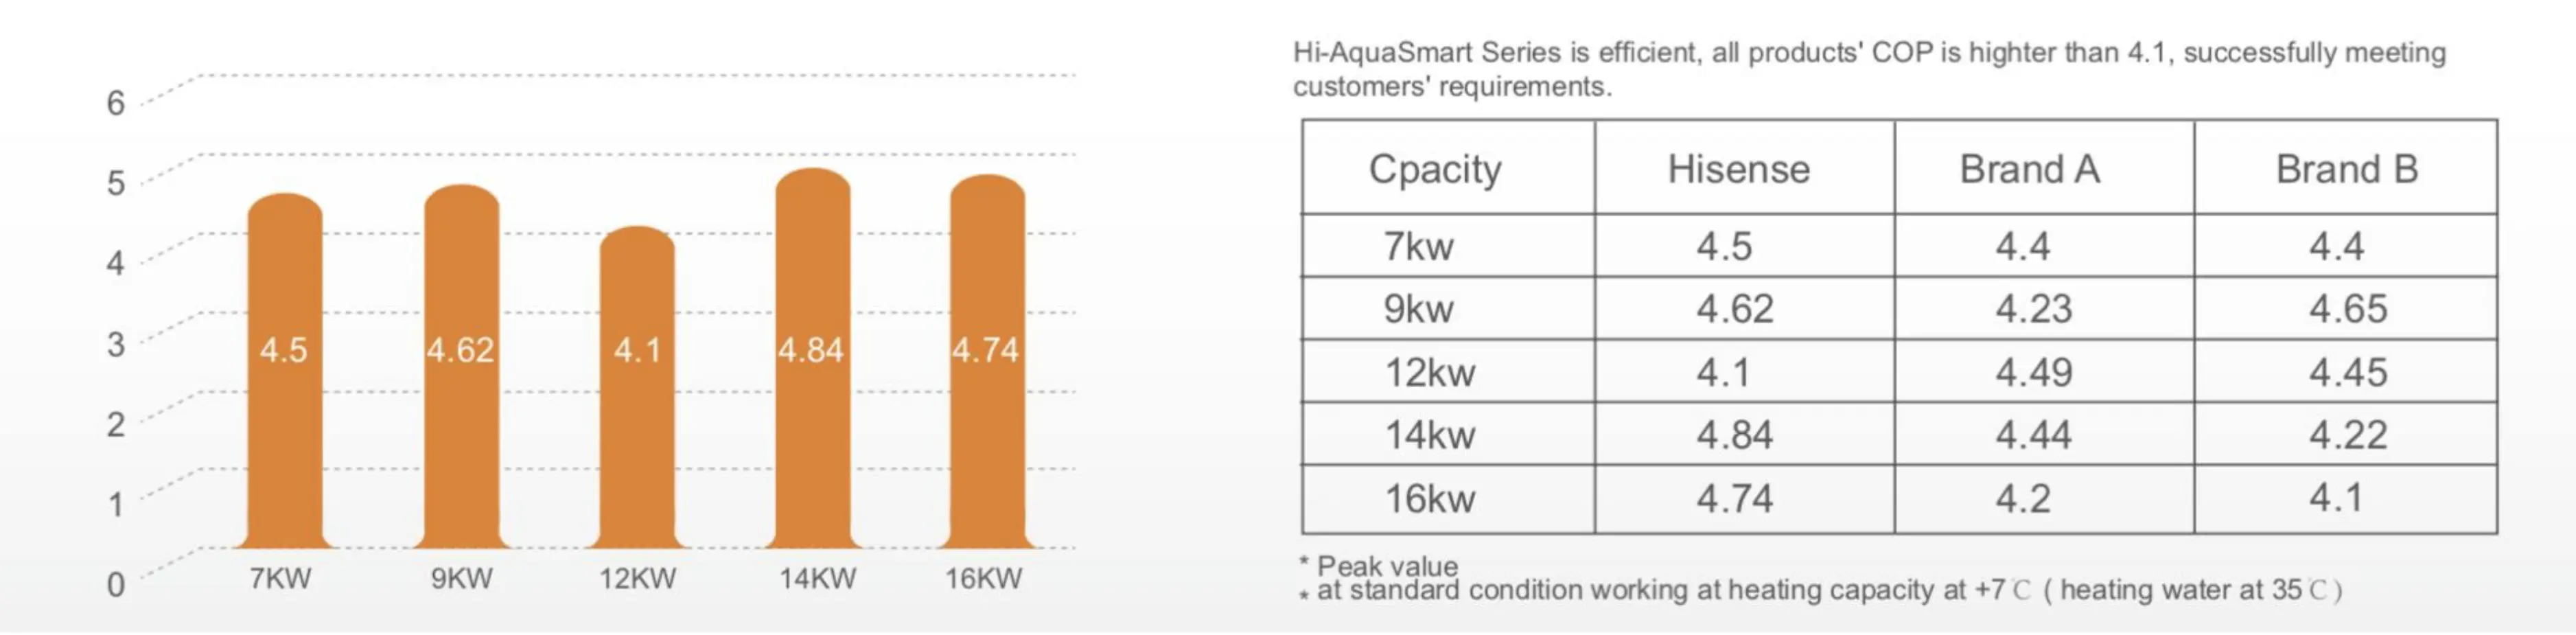 6
5
4
3
2
1
0
4.5 4.62 4.1 4.84 4.74
7KW 9KW 12KW 14KW 16KW
Hi-AquaSmart Series is efficient, all products' COP is highter than 4.1, successfully meeting
customers' requirements.
Cpacity Hisense Brand A Brand B
7kw 4.5 4.4 4.4
9kw 4.62 4.23 4.65
12kw 4.1 4.49 4.45
14kw 4.84 4.44 4.22
16kw 4.74 4.2 4.1
* Peak value
* at standard condition working at heating capacity at +7℃ ( heating water at 35℃ )